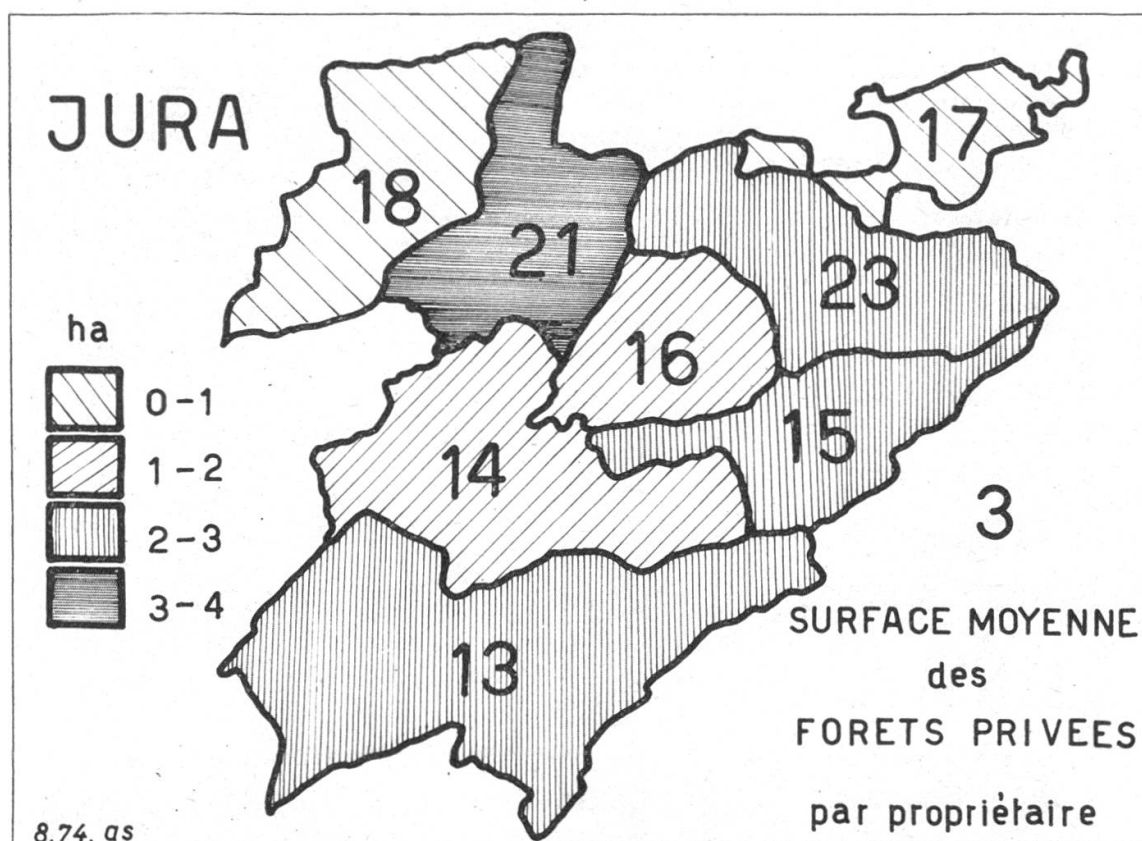 JURA
17
18
21
23
ha
16
0-1
15
1-2
14
3
2-3
3-4
SURFACE MOYENNE
13
des
FORETS PRIVEES
par propriétaire
8.74. as